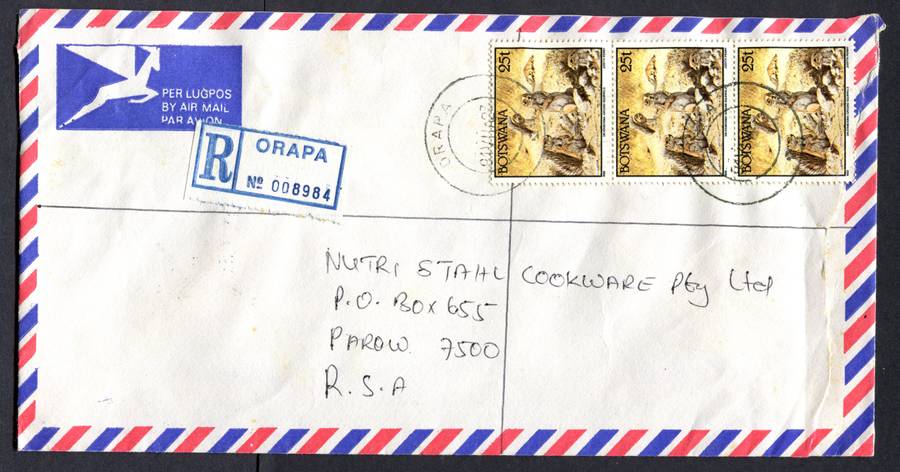 PER LUGPOS
BY AIR MAIL
PAR AVION
R
ORAPA
Nº 008984
ORAPA
25t
BOTSWANA
25t
BOTSWANA
25t
BOTSWANA
NUTRI STAHL COOKWARE Pty Ltd
P.O. BOX 655
PAROW. 7500
R.S.A